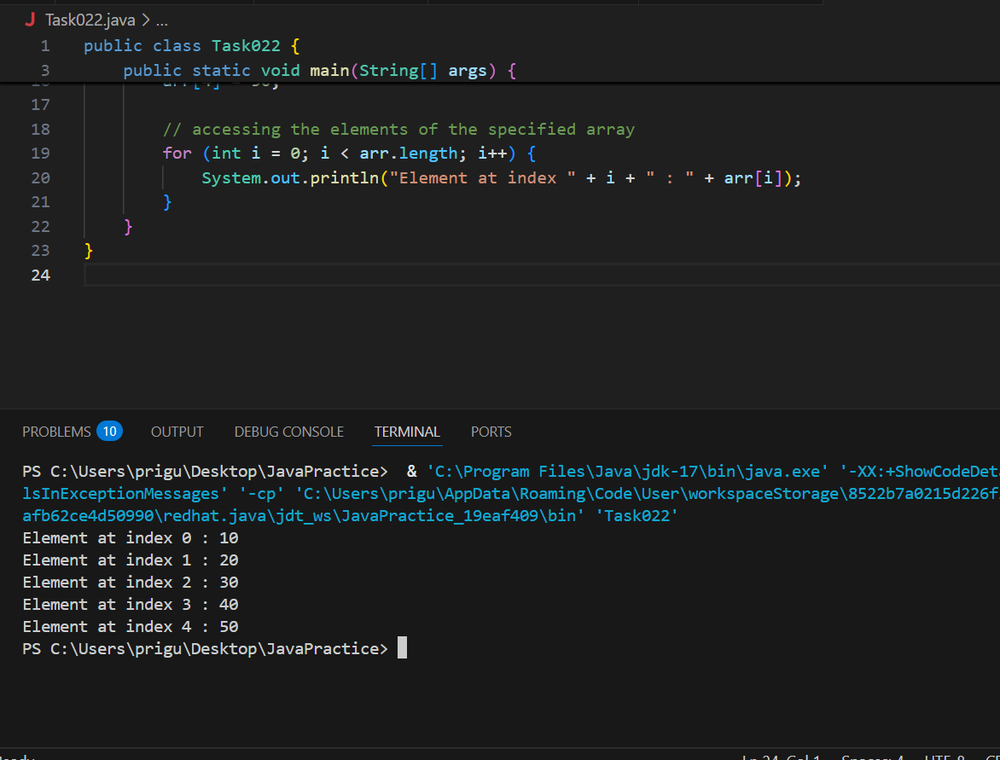 J Task022.java > ...
1 public class Task022 {
3 public static void main(String[] args) {
17
18 // accessing the elements of the specified array
19 for (int i = 0; i < arr.length; i++) {
20 System.out.println("Element at index " + i + " : " + arr[i]);
21 }
22 }
23 }
24
PROBLEMS 10 OUTPUT DEBUG CONSOLE TERMINAL PORTS
PS C:\Users\prigu\Desktop\JavaPractice> & 'C:\Program Files\Java\jdk-17\bin\java.exe' '-XX:+ShowCodeDet
lsInExceptionMessages' '-cp' 'C:\Users\prigu\AppData\Roaming\Code\User\workspaceStorage\8522b7a0215d226f
afb62ce4d50990\redhat.java\jdt_ws\JavaPractice_19eaf409\bin' 'Task022'
Element at index 0 : 10
Element at index 1 : 20
Element at index 2 : 30
Element at index 3 : 40
Element at index 4 : 50
PS C:\Users\prigu\Desktop\JavaPractice>